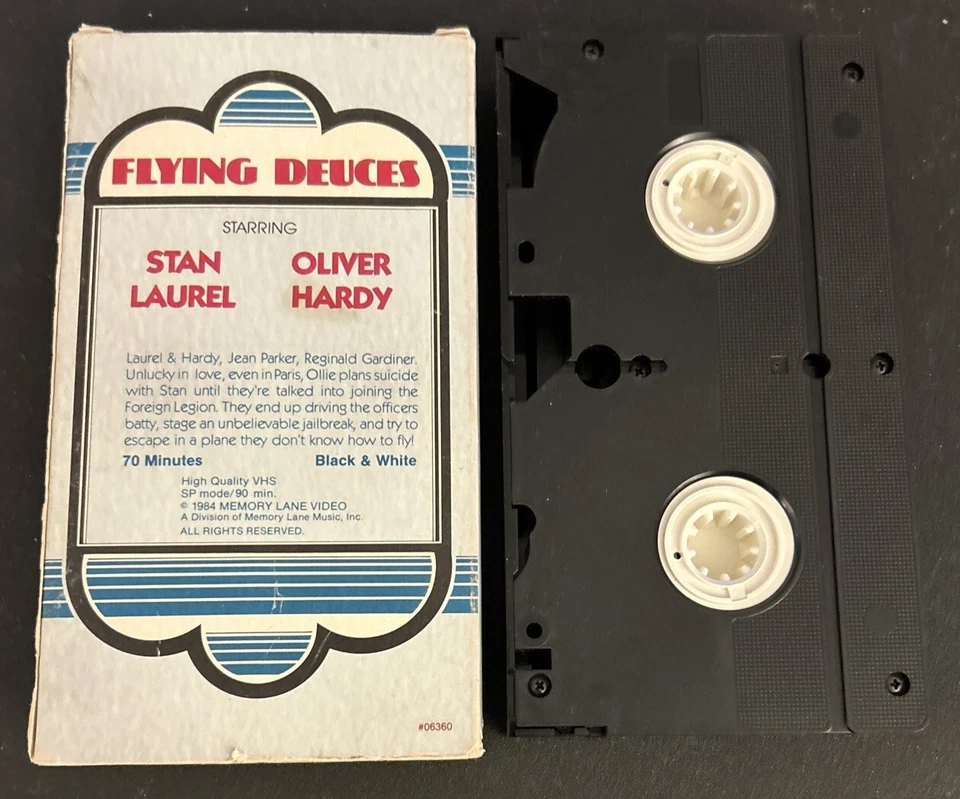 FLYING DEUCES
STARRING
STAN OLIVER
LAUREL HARDY
Laurel & Hardy, Jean Parker, Reginald Gardiner.
Unlucky in love, even in Paris, Ollie plans suicide
with Stan until they're talked into joining the
Foreign Legion. They end up driving the officers
batty, stage an unbelievable jailbreak, and try to
escape in a plane they don't know how to fly!
70 Minutes Black & White
High Quality VHS
SP mode/90 min.
© 1984 MEMORY LANE VIDEO
A Division of Memory Lane Music, Inc.
ALL RIGHTS RESERVED.
#06360